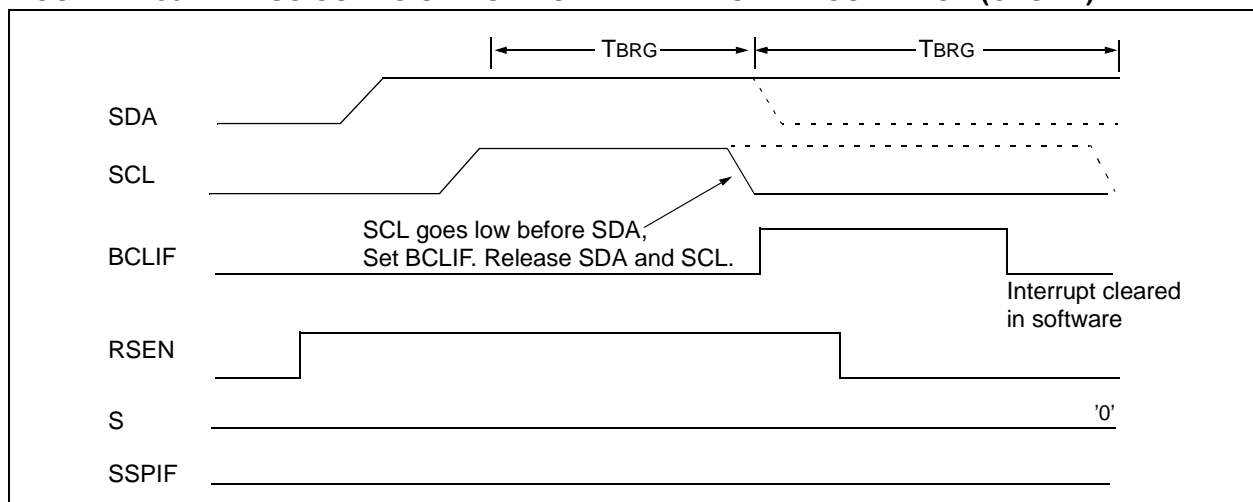 TBRG TBRG
SDA
SCL
SCL goes low before SDA,
Set BCLIF. Release SDA and SCL.
BCLIF
Interrupt cleared
in software
RSEN
S
'0'
SSPIF